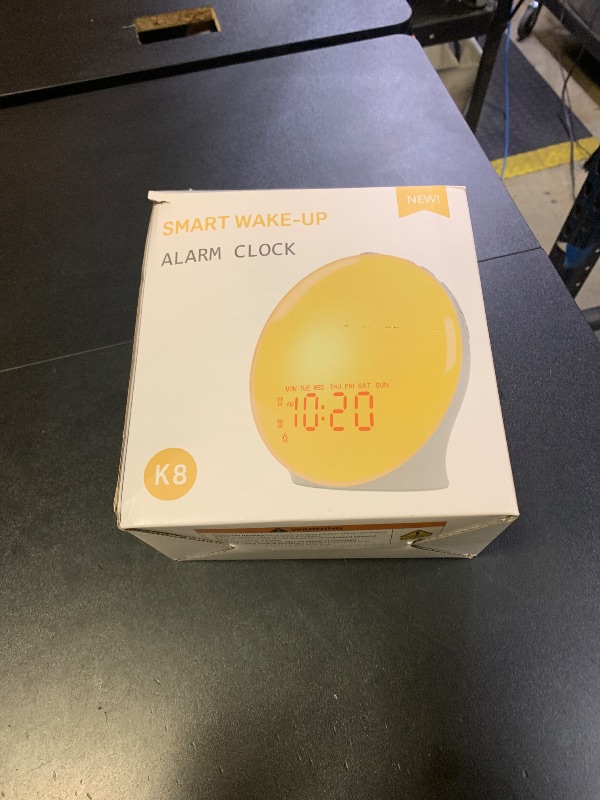 NEW!
SMART WAKE-UP
ALARM CLOCK
MON TUE WED THU FRI SAT SUN
AM 10:20
K8
WARNING